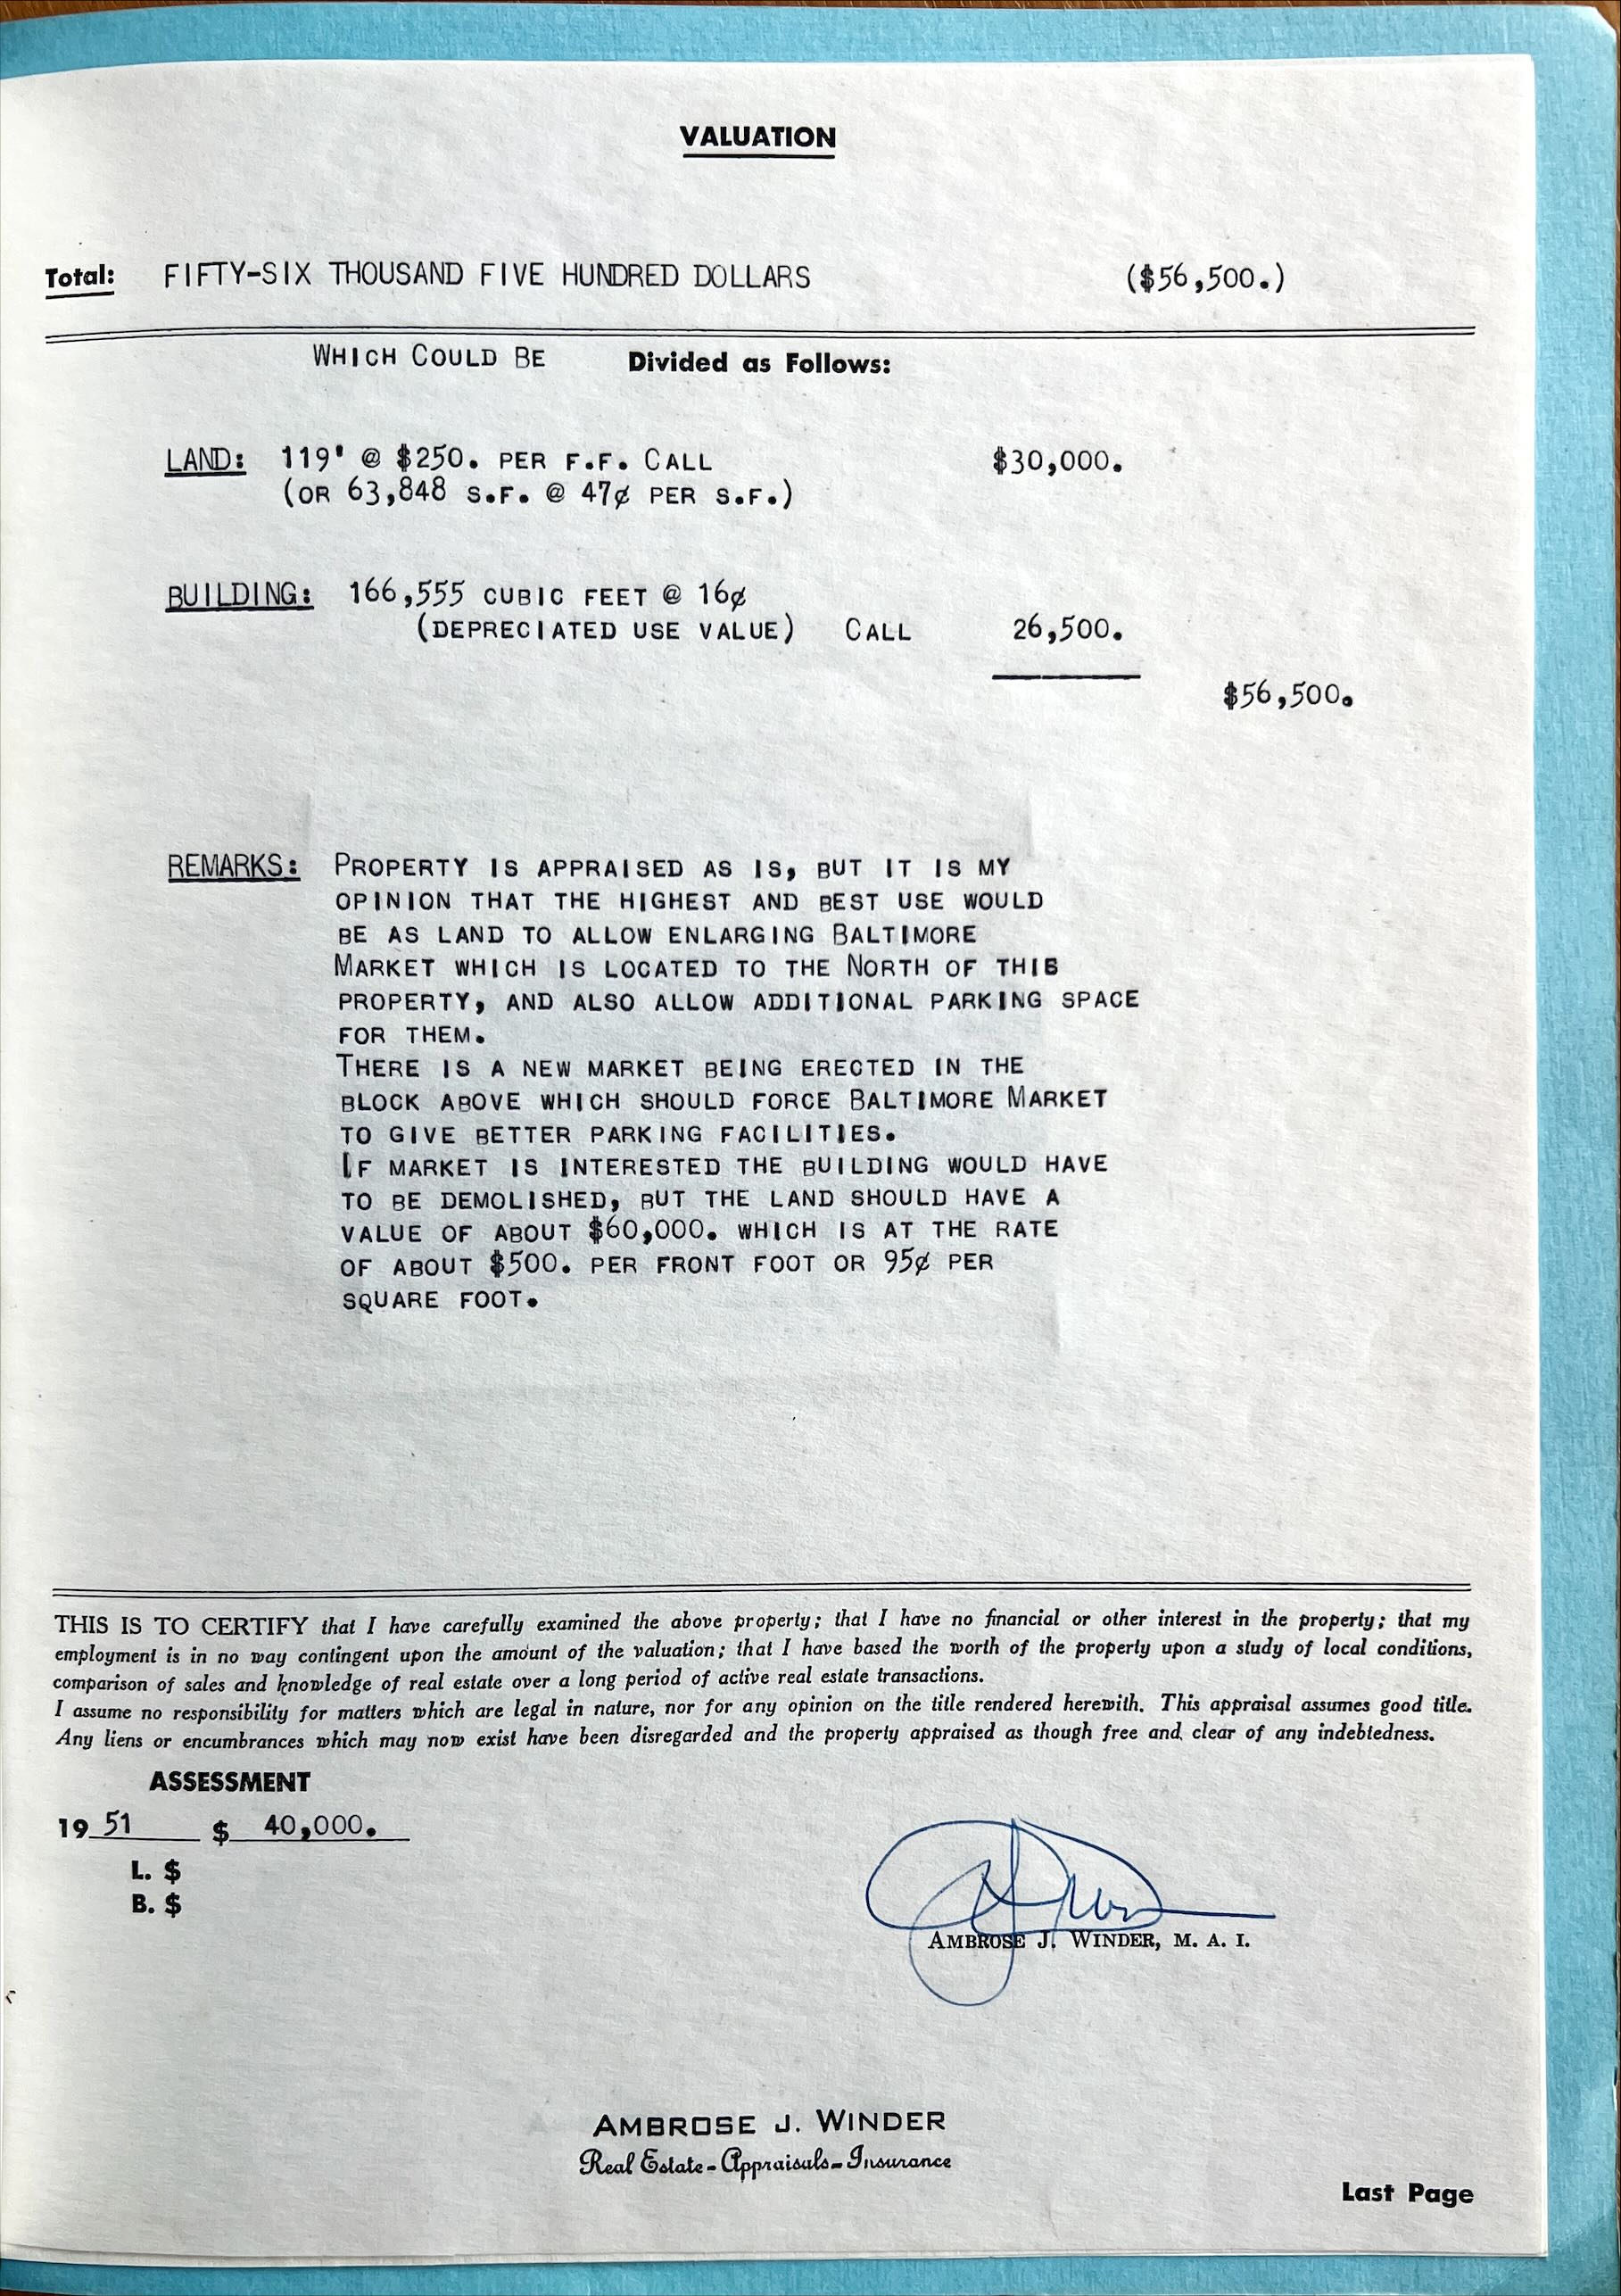 VALUATION
Total: FIFTY-SIX THOUSAND FIVE HUNDRED DOLLARS ($56,500.)
WHICH COULD BE Divided as Follows:
LAND: 119' @ $250. PER F.F. CALL $30,000.
(OR 63,848 S.F. @ 47¢ PER S.F.)
BUILDING: 166,555 CUBIC FEET @ 16¢
(DEPRECIATED USE VALUE) CALL 26,500.
$56,500.
REMARKS: PROPERTY IS APPRAISED AS IS, BUT IT IS MY
OPINION THAT THE HIGHEST AND BEST USE WOULD
BE AS LAND TO ALLOW ENLARGING BALTIMORE
MARKET WHICH IS LOCATED TO THE NORTH OF THIS
PROPERTY, AND ALSO ALLOW ADDITIONAL PARKING SPACE
FOR THEM.
THERE IS A NEW MARKET BEING ERECTED IN THE
BLOCK ABOVE WHICH SHOULD FORCE BALTIMORE MARKET
TO GIVE BETTER PARKING FACILITIES.
IF MARKET IS INTERESTED THE BUILDING WOULD HAVE
TO BE DEMOLISHED, BUT THE LAND SHOULD HAVE A
VALUE OF ABOUT $60,000. WHICH IS AT THE RATE
OF ABOUT $500. PER FRONT FOOT OR 95¢ PER
SQUARE FOOT.
THIS IS TO CERTIFY that I have carefully examined the above property; that I have no financial or other interest in the property; that my
employment is in no way contingent upon the amount of the valuation; that I have based the worth of the property upon a study of local conditions,
comparison of sales and knowledge of real estate over a long period of active real estate transactions.
I assume no responsibility for matters which are legal in nature, nor for any opinion on the title rendered herewith. This appraisal assumes good title.
Any liens or encumbrances which may now exist have been disregarded and the property appraised as though free and clear of any indebtedness.
ASSESSMENT
19 51 $ 40,000.
L. $
B. $
AMBROSE J. WINDER, M. A. I.
AMBROSE J. WINDER
Real Estate-Appraisals-Insurance
Last Page